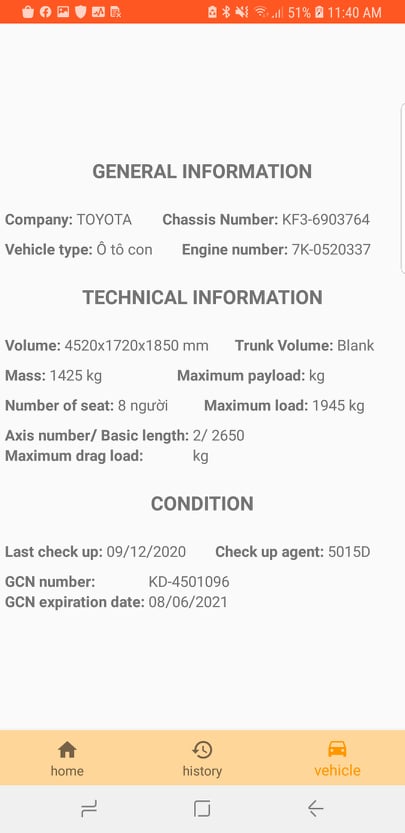 51% 11:40 AM
GENERAL INFORMATION
Company: TOYOTA Chassis Number: KF3-6903764
Vehicle type: Ô tô con Engine number: 7K-0520337
TECHNICAL INFORMATION
Volume: 4520x1720x1850 mm Trunk Volume: Blank
Mass: 1425 kg Maximum payload: kg
Number of seat: 8 người Maximum load: 1945 kg
Axis number/ Basic length: 2/ 2650
Maximum drag load: kg
CONDITION
Last check up: 09/12/2020 Check up agent: 5015D
GCN number: KD-4501096
GCN expiration date: 08/06/2021
home history vehicle